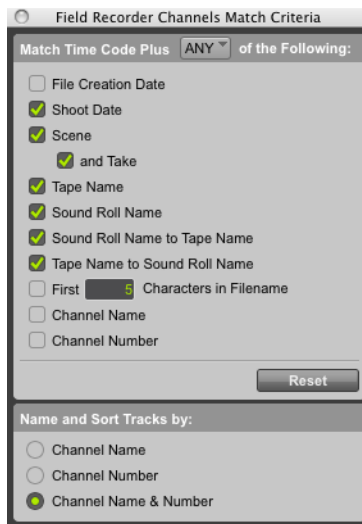 Field Recorder Channels Match Criteria
Match Time Code Plus ANY of the Following:
File Creation Date
Shoot Date
Scene
and Take
Tape Name
Sound Roll Name
Sound Roll Name to Tape Name
Tape Name to Sound Roll Name
First 5 Characters in Filename
Channel Name
Channel Number
Reset
Name and Sort Tracks by:
Channel Name
Channel Number
Channel Name & Number